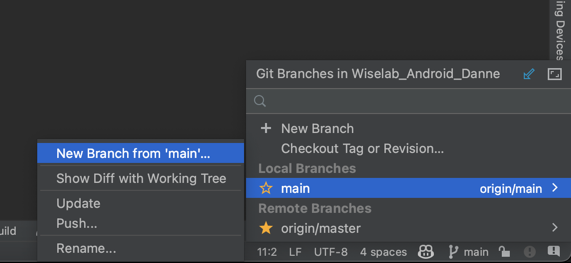 ng Devices
Git Branches in Wiselab_Android_Danne
New Branch
Checkout Tag or Revision...
Local Branches
main origin/main
Remote Branches
origin/master
New Branch from 'main'...
Show Diff with Working Tree
Update
Push...
Rename...
uild
11:2 LF UTF-8 4 spaces main